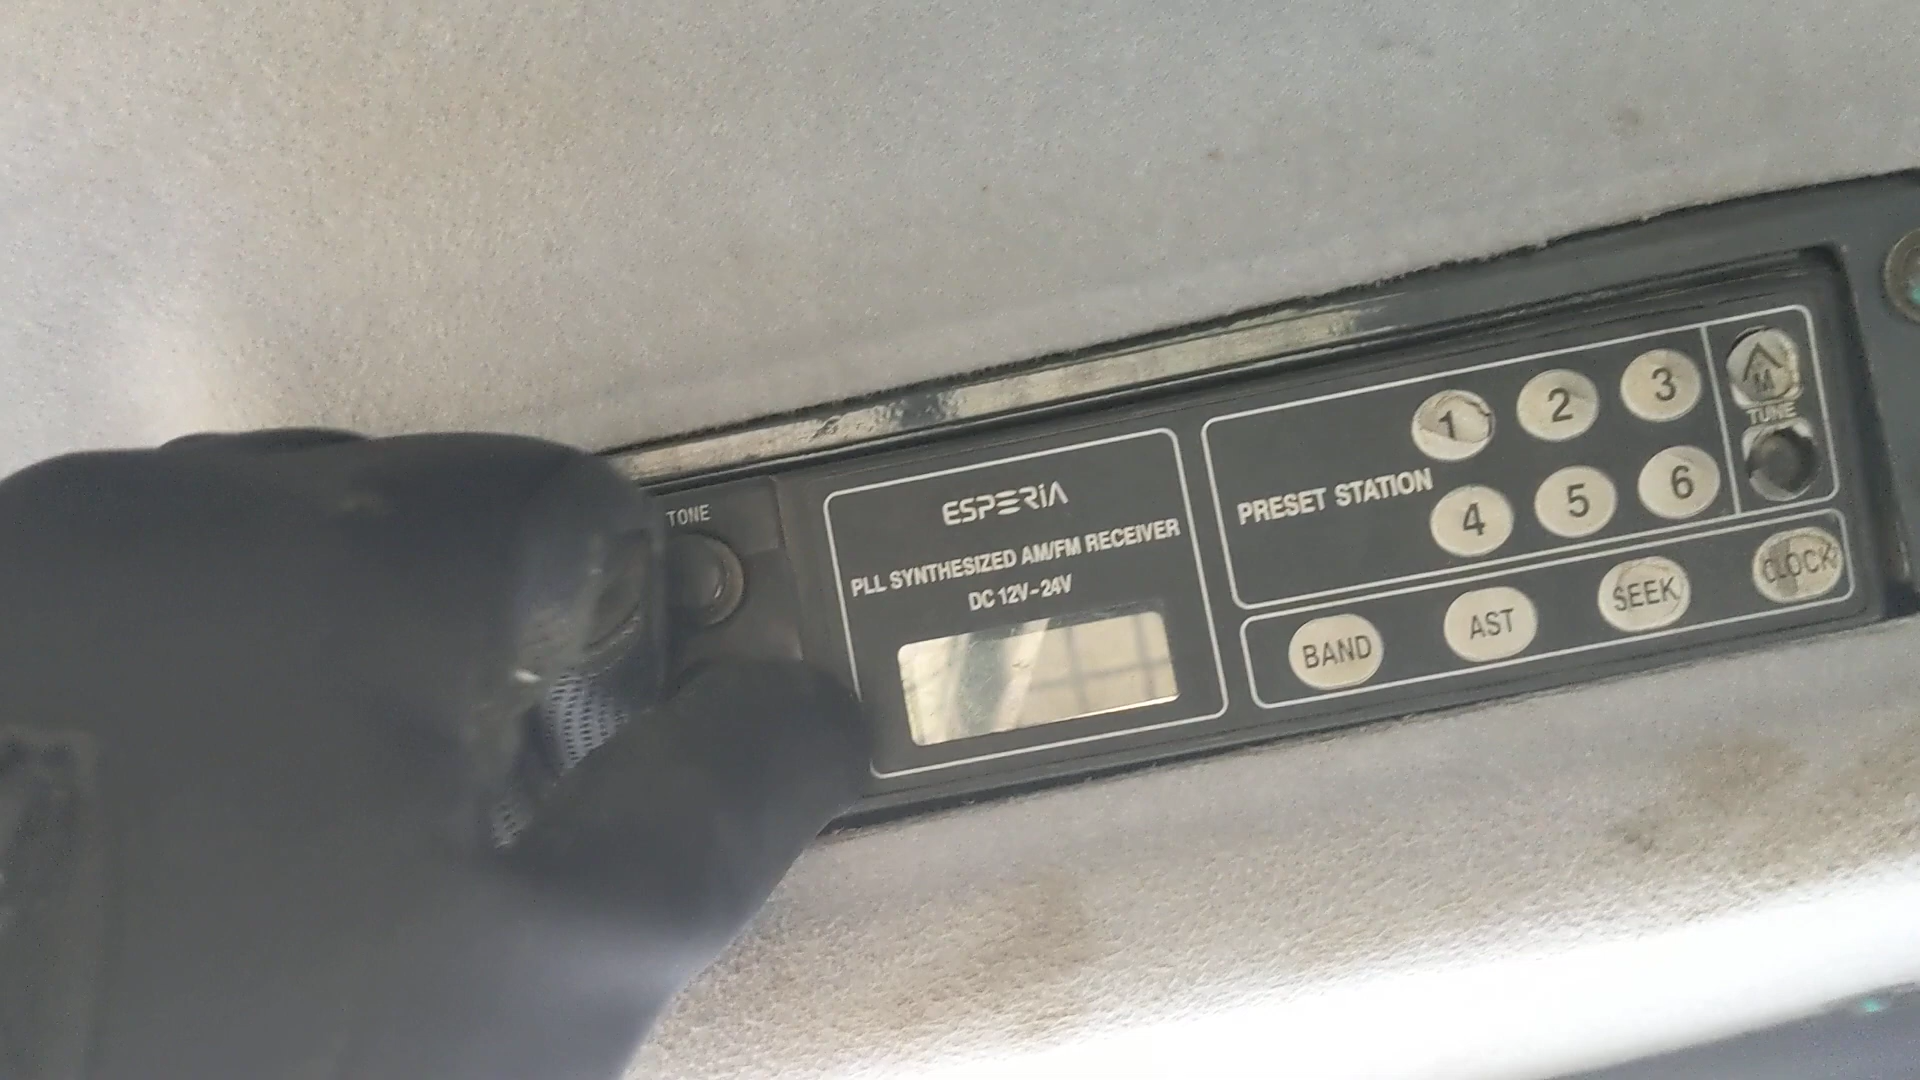 TONE
ESPERiA
PLL SYNTHESIZED AM/FM RECEIVER
DC 12V-24V
PRESET STATION
1 2 3
4 5 6
M
TUNE
BAND AST SEEK CLOCK